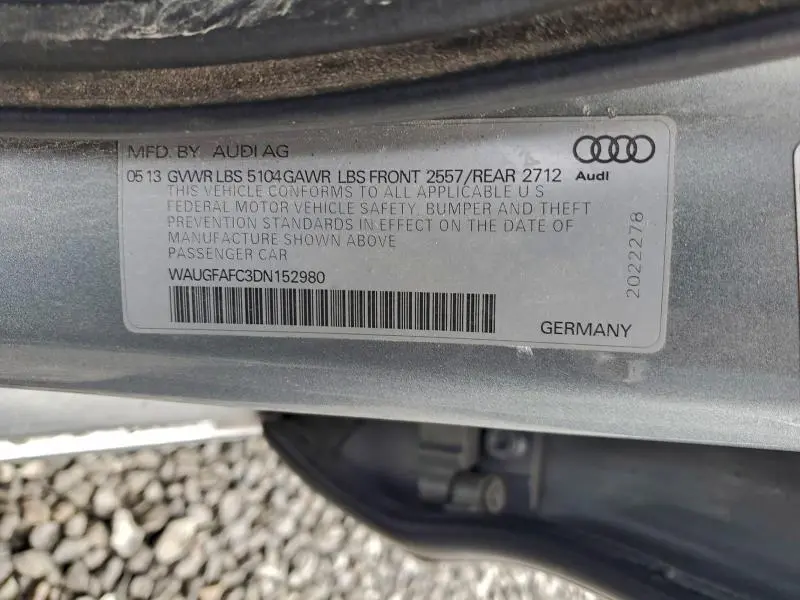 MFD. BY AUDI AG
Audi
05 13 GVWR LBS 5104 GAWR LBS FRONT 2557/REAR 2712
THIS VEHICLE CONFORMS TO ALL APPLICABLE U S
FEDERAL MOTOR VEHICLE SAFETY, BUMPER AND THEFT
PREVENTION STANDARDS IN EFFECT ON THE DATE OF
MANUFACTURE SHOWN ABOVE
PASSENGER CAR
WAUGFAFC3DN152980
GERMANY
2022278